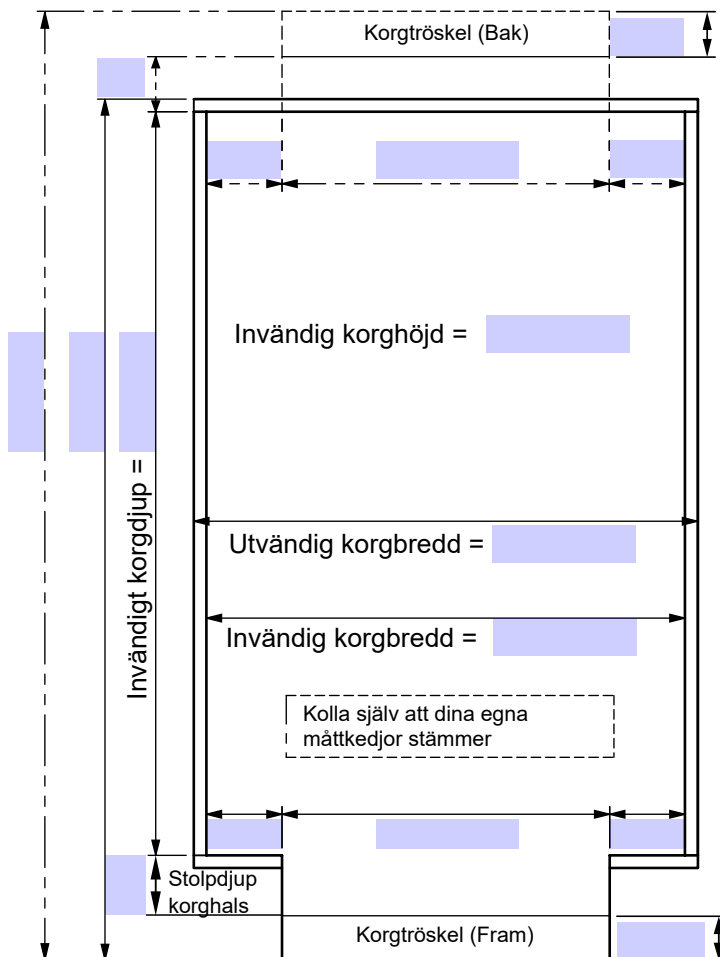 Korgtröskel (Bak)
Invändig korghöjd =
Invändigt korgdjup =
Utvändig korgbredd =
Invändig korgbredd =
Kolla själv att dina egna
måttkedjor stämmer
Stolpdjup
korghals
Korgtröskel (Fram)